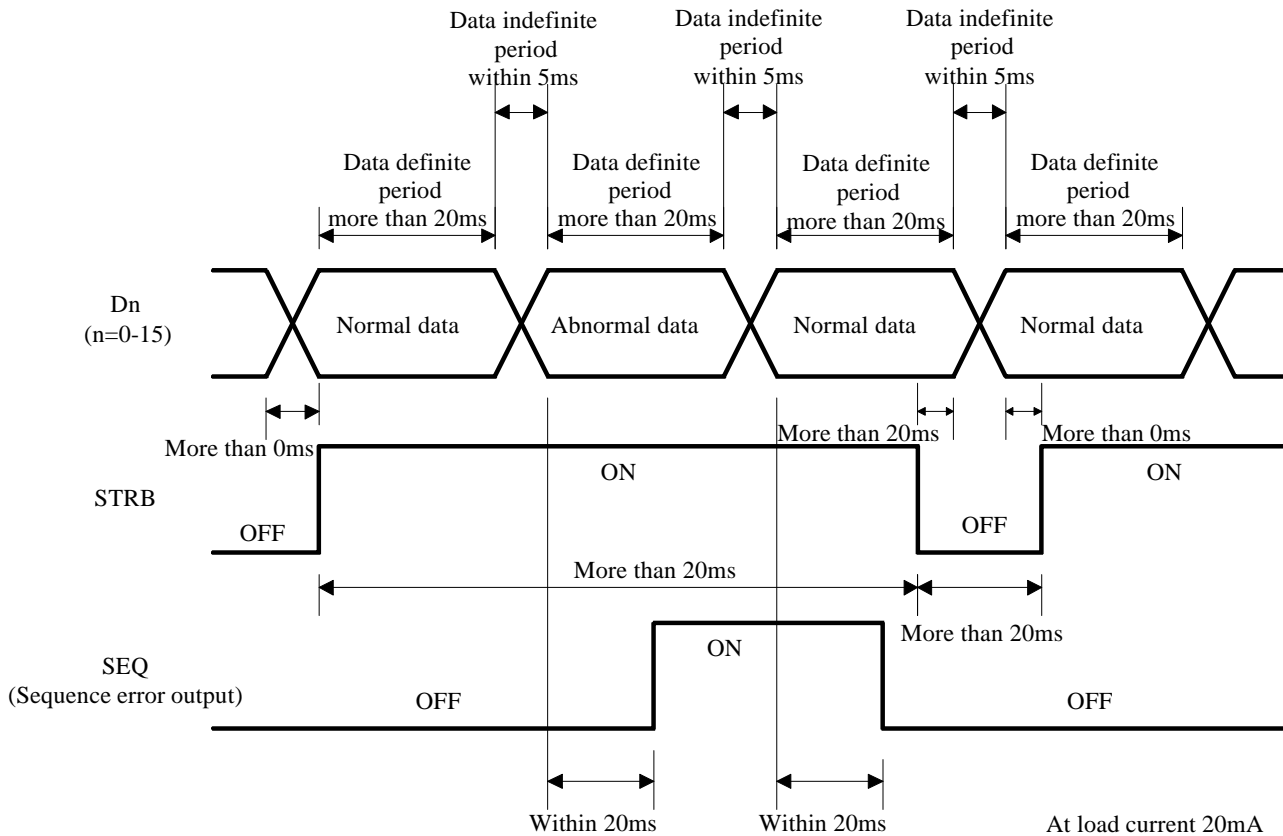 Data indefinite
period
within 5ms
Data indefinite
period
within 5ms
Data indefinite
period
within 5ms
Data definite
period
more than 20ms
Data definite
period
more than 20ms
Data definite
period
more than 20ms
Data definite
period
more than 20ms
Dn
(n=0-15)
Normal data
Abnormal data
Normal data
Normal data
More than 0ms
More than 20ms
More than 0ms
STRB
OFF
ON
OFF
ON
More than 20ms
More than 20ms
SEQ
(Sequence error output)
OFF
ON
OFF
Within 20ms
Within 20ms
At load current 20mA